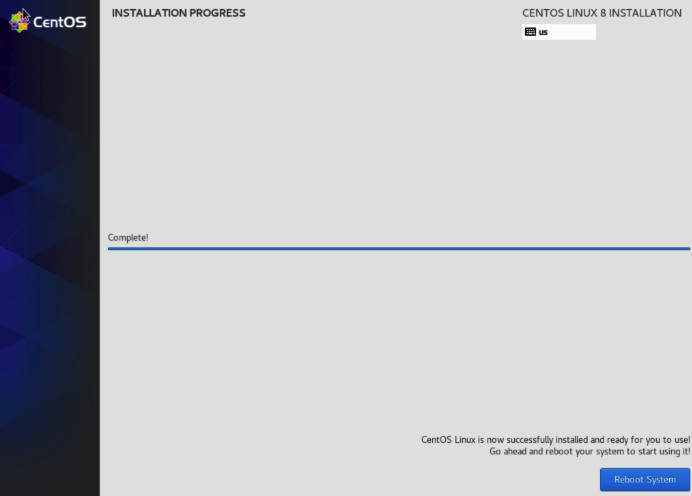 CentOS
INSTALLATION PROGRESS
CENTOS LINUX 8 INSTALLATION
us
Complete!
CentOS Linux is now successfully installed and ready for you to use!
Go ahead and reboot your system to start using it!
Reboot System